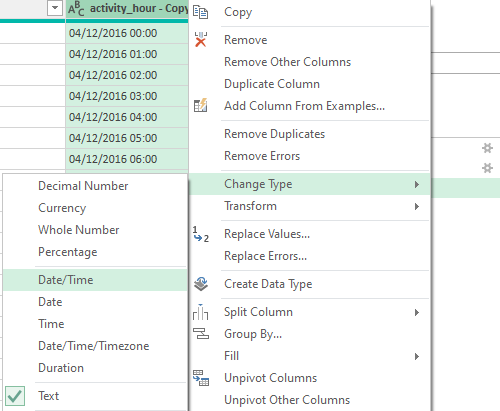 ABC activity_hour - Copy
04/12/2016 00:00
04/12/2016 01:00
04/12/2016 02:00
04/12/2016 03:00
04/12/2016 04:00
04/12/2016 05:00
04/12/2016 06:00
Copy
Remove
Remove Other Columns
Duplicate Column
Add Column From Examples...
Remove Duplicates
Remove Errors
Change Type
Transform
Replace Values...
Replace Errors...
Create Data Type
Split Column
Group By...
Fill
Unpivot Columns
Unpivot Other Columns
Decimal Number
Currency
Whole Number
Percentage
Date/Time
Date
Time
Date/Time/Timezone
Duration
Text